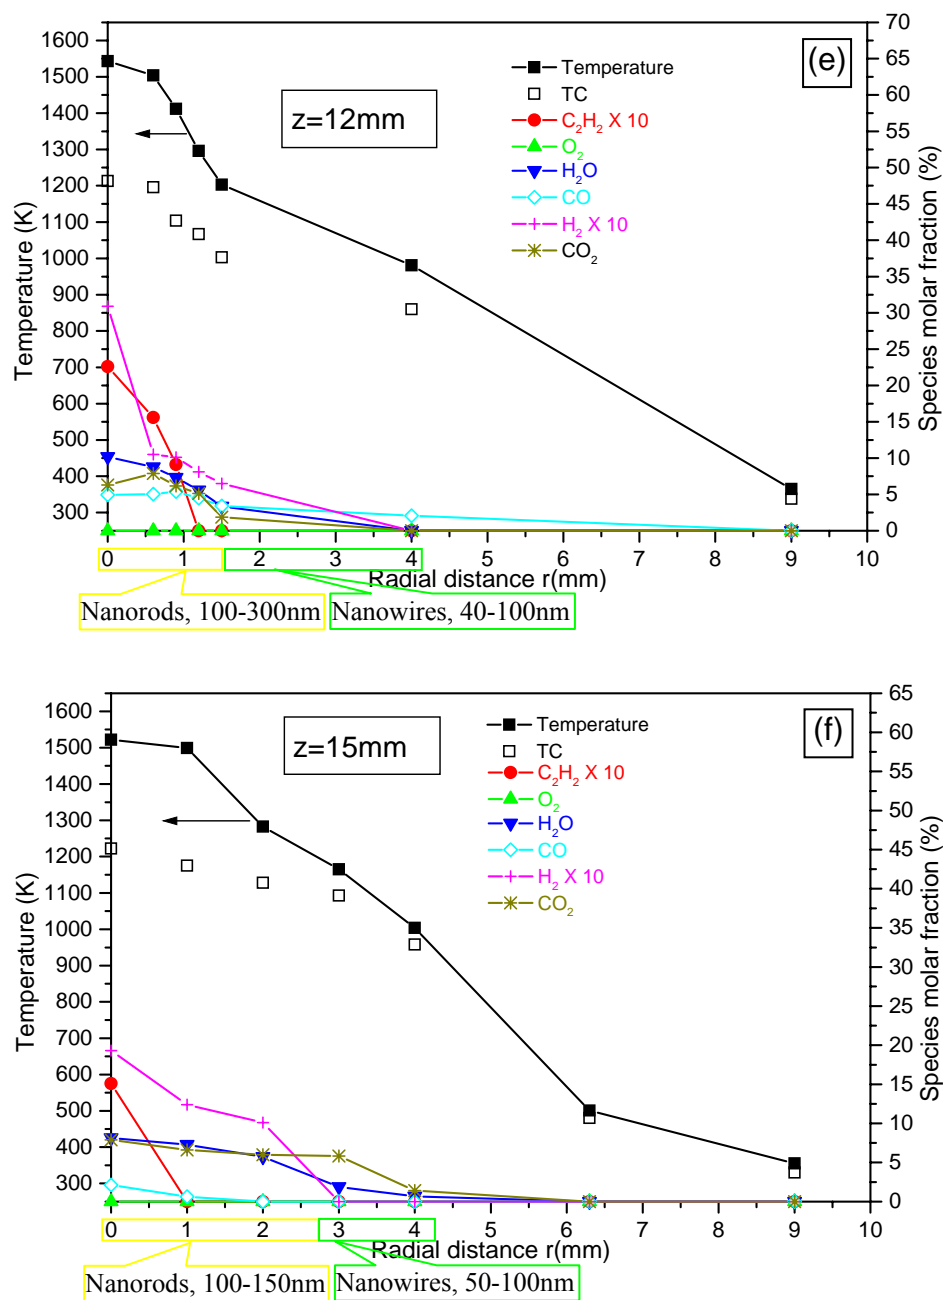 (e)
z=12mm
Temperature
TC
C₂H₂ X 10
O₂
H₂O
CO
H₂ X 10
CO₂
Temperature (K)
1600
1500
1400
1300
1200
1100
1000
900
800
700
600
500
400
300
Species molar fraction (%)
70
65
60
55
50
45
40
35
30
25
20
15
10
5
0
0 1 2 3 4 5 6 7 8 9 10
Radial distance r(mm)
Nanorods, 100-300nm
Nanowires, 40-100nm
(f)
z=15mm
Temperature
TC
C₂H₂ X 10
O₂
H₂O
CO
H₂ X 10
CO₂
Temperature (K)
1600
1500
1400
1300
1200
1100
1000
900
800
700
600
500
400
300
Species molar fraction (%)
65
60
55
50
45
40
35
30
25
20
15
10
5
0
0 1 2 3 4 5 6 7 8 9 10
Radial distance r(mm)
Nanorods, 100-150nm
Nanowires, 50-100nm